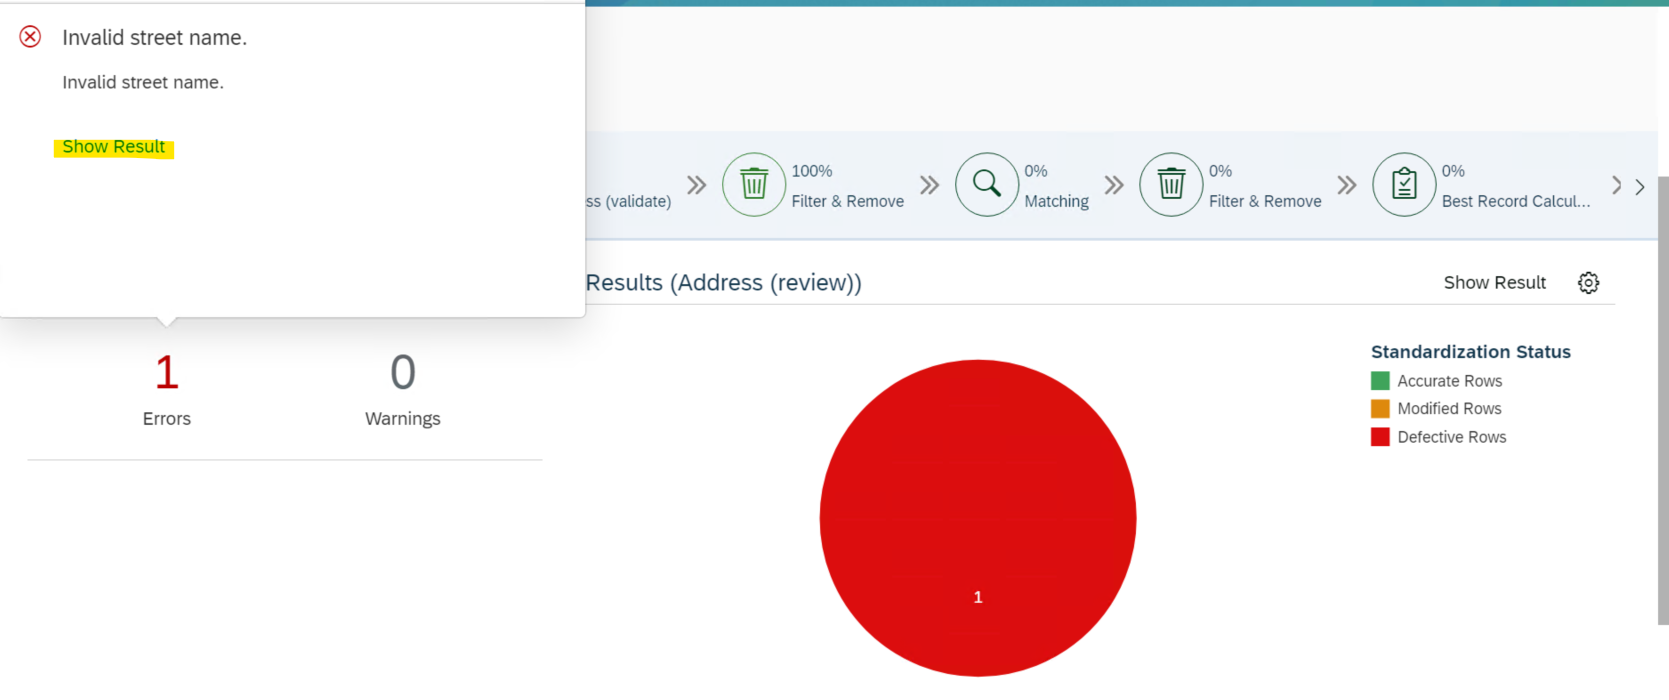 Invalid street name.
Invalid street name.
Show Result
ss (validate)
100%
Filter & Remove
0%
Matching
0%
Filter & Remove
0%
Best Record Calcul...
Results (Address (review))
Show Result
1
Errors
0
Warnings
Standardization Status
Accurate Rows
Modified Rows
Defective Rows
1